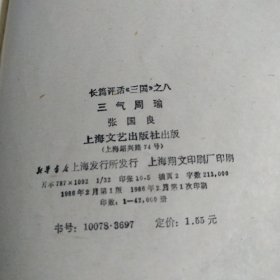 长篇评话《三国》之八
三气周瑜
张国良
上海文艺出版社出版
(上海绍兴路74号)
新华书店上海发行所发行 上海翔文印刷厂印刷
开本787×1092 1/32 印张10.5 插页2 字数211,000
1986年2月第1版 1986年2月第1次印刷
印数:1—47,000册
书号:10078·3697 定价:1.55元